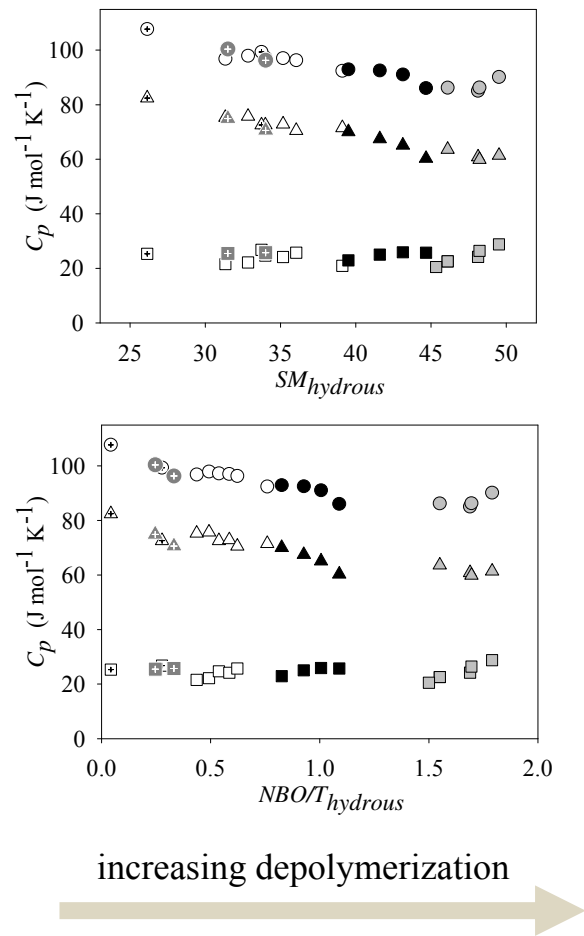 100
80
60
40
20
0
C_p (J mol⁻¹ K⁻¹)
25 30 35 40 45 50
SM_hydrous
100
80
60
40
20
0
C_p (J mol⁻¹ K⁻¹)
0.0 0.5 1.0 1.5 2.0
NBO/T_hydrous
increasing depolymerization